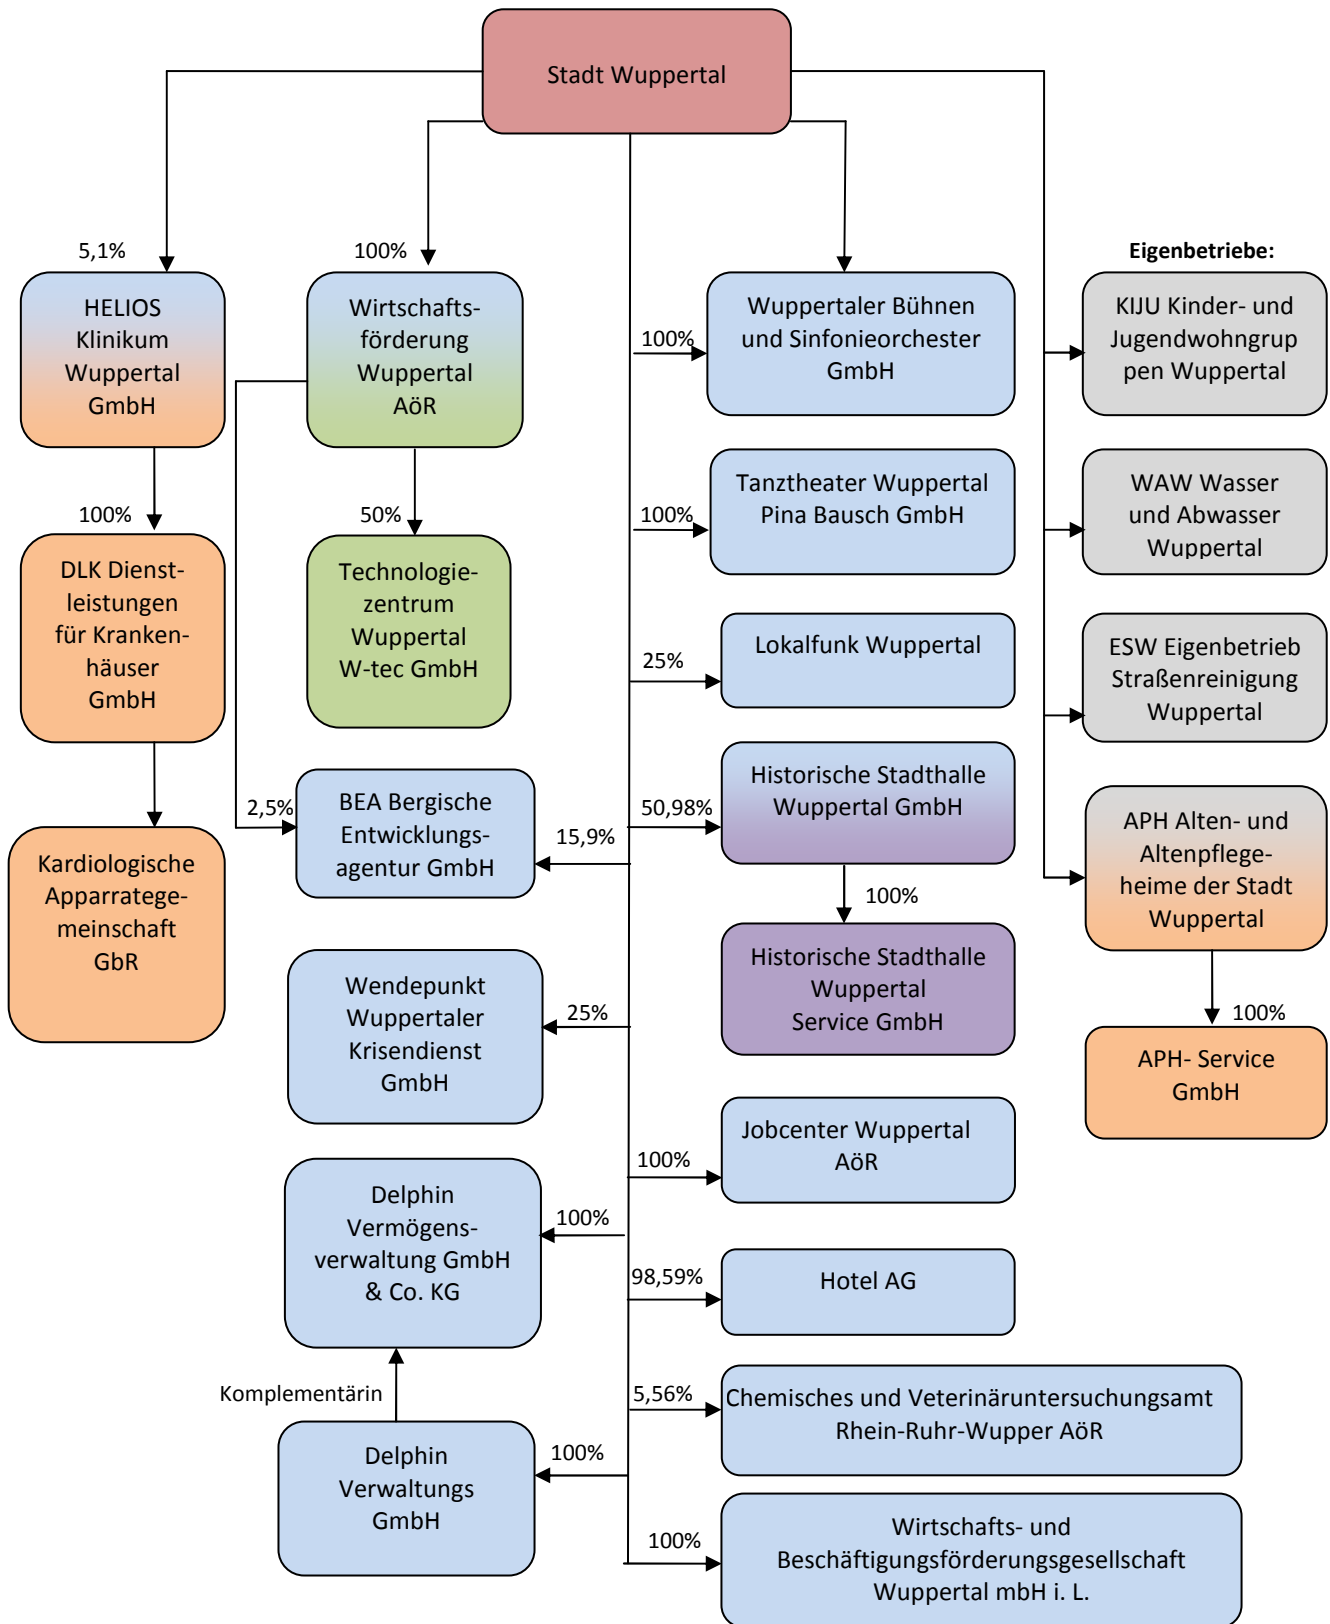 Stadt Wuppertal
5,1%
HELIOS
Klinikum
Wuppertal
GmbH
100%
DLK Dienst-
leistungen
für Kranken-
häuser
GmbH
Kardiologische
Apparratege-
meinschaft
GbR
100%
Wirtschafts-
förderung
Wuppertal
AöR
50%
Technologie-
zentrum
Wuppertal
W-tec GmbH
2,5%
BEA Bergische
Entwicklungs-
agentur GmbH
15,9%
Wendepunkt
Wuppertaler
Krisendienst
GmbH
25%
Delphin
Vermögens-
verwaltung GmbH
& Co. KG
100%
Komplementärin
Delphin
Verwaltungs
GmbH
100%
100%
Wuppertaler Bühnen
und Sinfonieorchester
GmbH
100%
Tanztheater Wuppertal
Pina Bausch GmbH
25%
Lokalfunk Wuppertal
50,98%
Historische Stadthalle
Wuppertal GmbH
100%
Historische Stadthalle
Wuppertal
Service GmbH
100%
Jobcenter Wuppertal
AöR
98,59%
Hotel AG
5,56%
Chemisches und Veterinäruntersuchungsamt
Rhein-Ruhr-Wupper AöR
100%
Wirtschafts- und
Beschäftigungsförderungsgesellschaft
Wuppertal mbH i. L.
Eigenbetriebe:
KIJU Kinder- und
Jugendwohngrup
pen Wuppertal
WAW Wasser
und Abwasser
Wuppertal
ESW Eigenbetrieb
Straßenreinigung
Wuppertal
APH Alten- und
Altenpflege-
heime der Stadt
Wuppertal
100%
APH- Service
GmbH